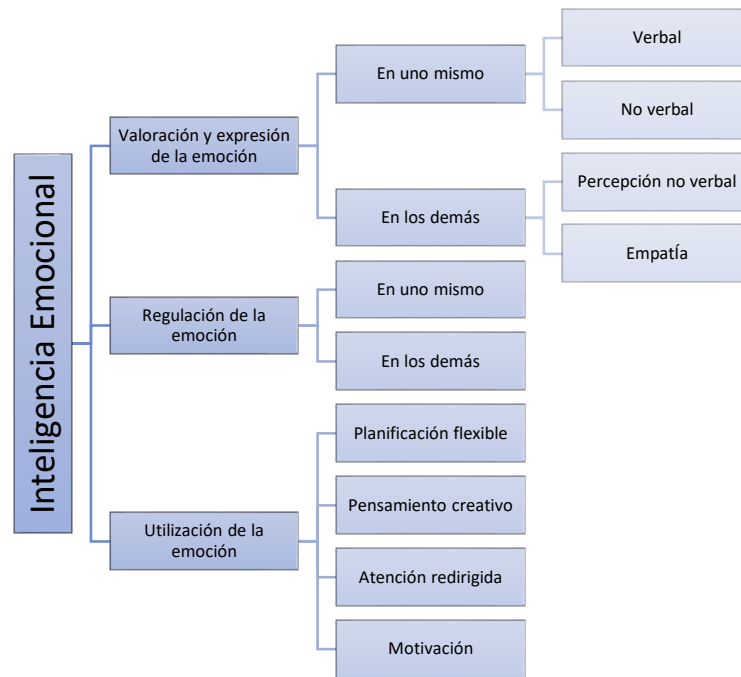 Inteligencia Emocional
Valoración y expresión
de la emoción
En uno mismo
Verbal
No verbal
En los demás
Percepción no verbal
Empatía
Regulación de la
emoción
En uno mismo
En los demás
Utilización de la
emoción
Planificación flexible
Pensamiento creativo
Atención redirigida
Motivación